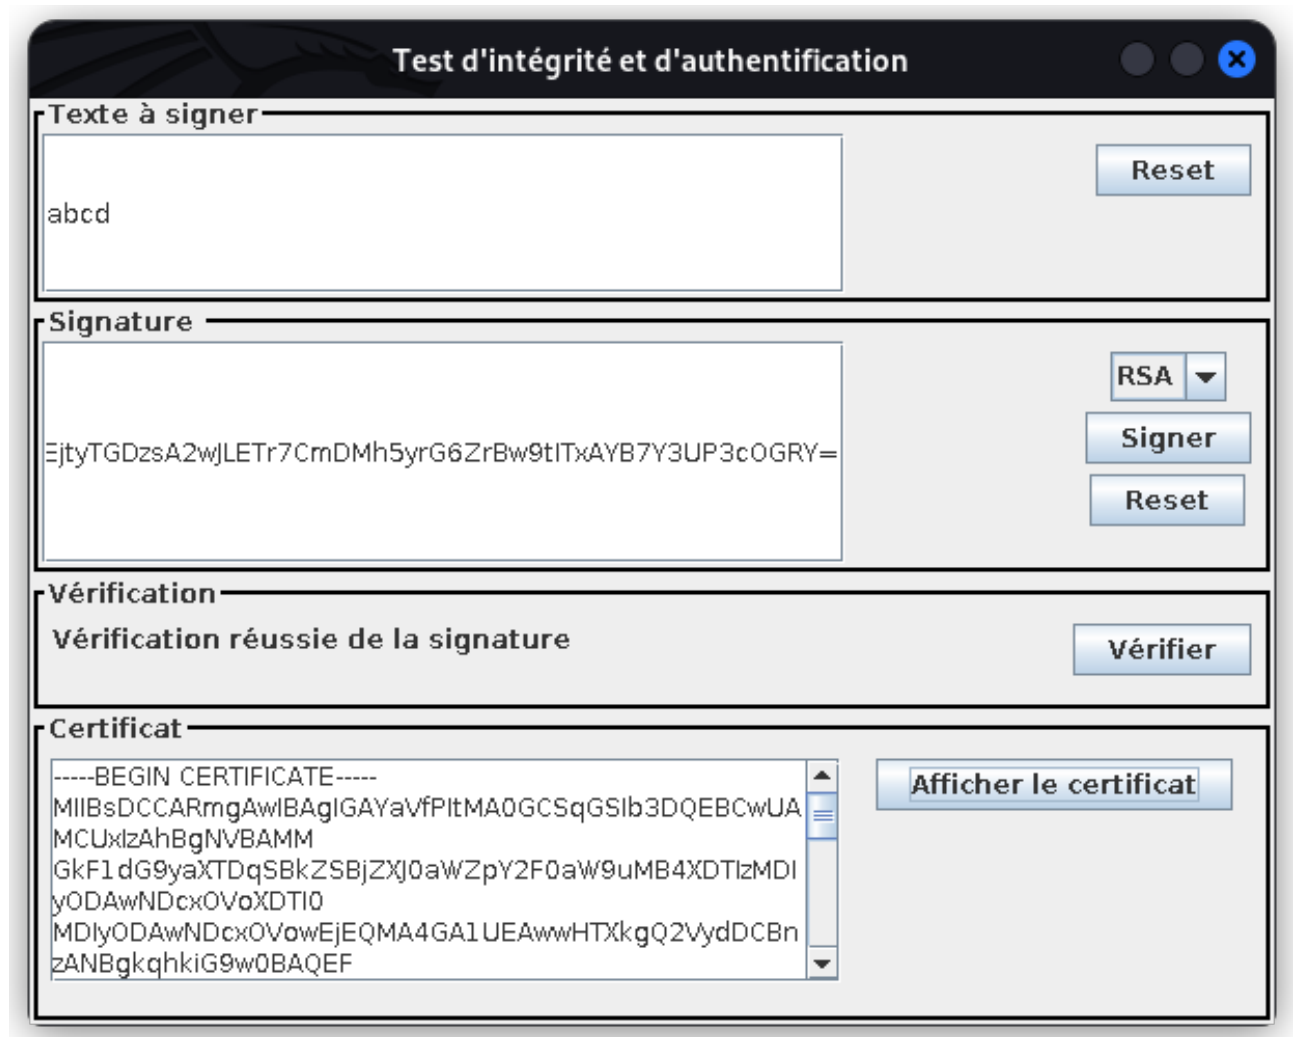 Test d'intégrité et d'authentification
Texte à signer
abcd
Reset
Signature
EjtyTGDzsA2wJLETr7CmDMh5yrG6ZrBw9tITxAYB7Y3UP3cOGRY=
RSA
Signer
Reset
Vérification
Vérification réussie de la signature
Vérifier
Certificat
-----BEGIN CERTIFICATE-----
MIIBsDCCARmgAwIBAgIGAYaVfPItMA0GCSqGSIb3DQEBCwUA
MCUxIzAhBgNVBAMM
GkF1dG9yaXTDqSBkZSBjZXJ0aWZpY2F0aW9uMB4XDTIzMDI
yODAwNDcxOVoXDTI0
MDIyODAwNDcxOVowEjEQMA4GA1UEAwwHTXkgQ2VydDCBn
zANBgkqhkiG9w0BAQEF
Afficher le certificat